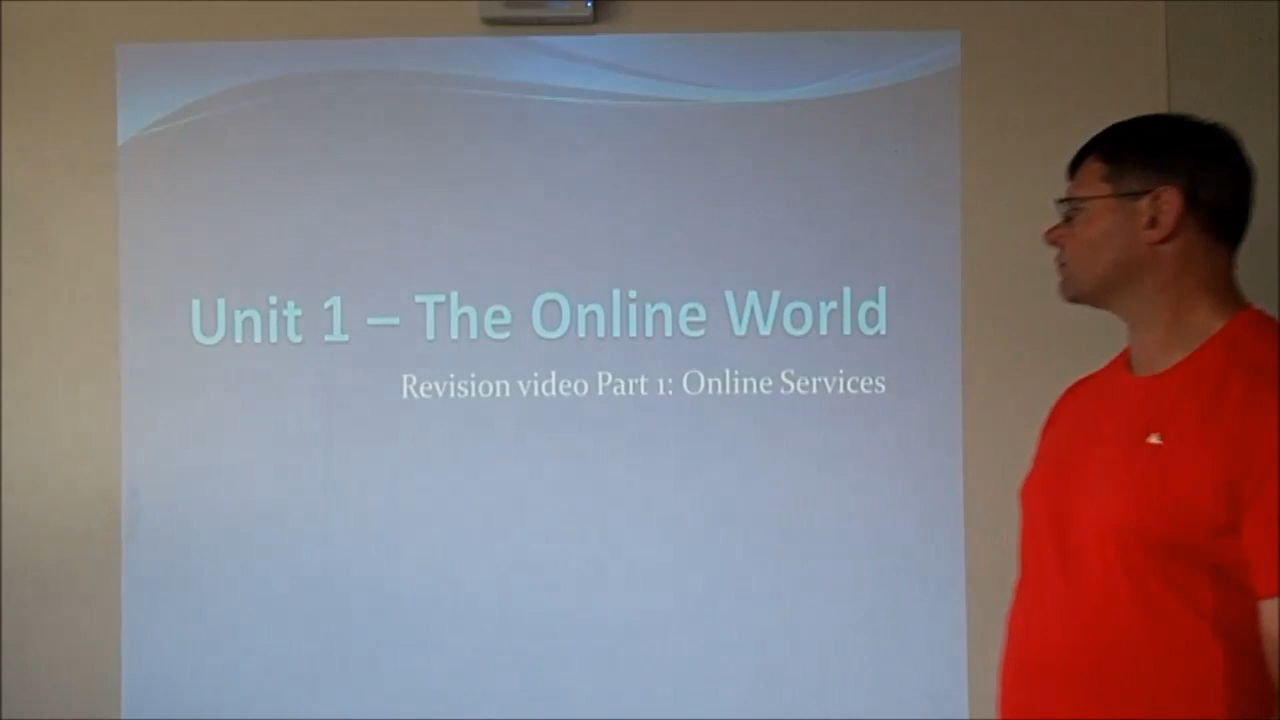 Unit 1 – The Online World
Revision video Part 1: Online Services